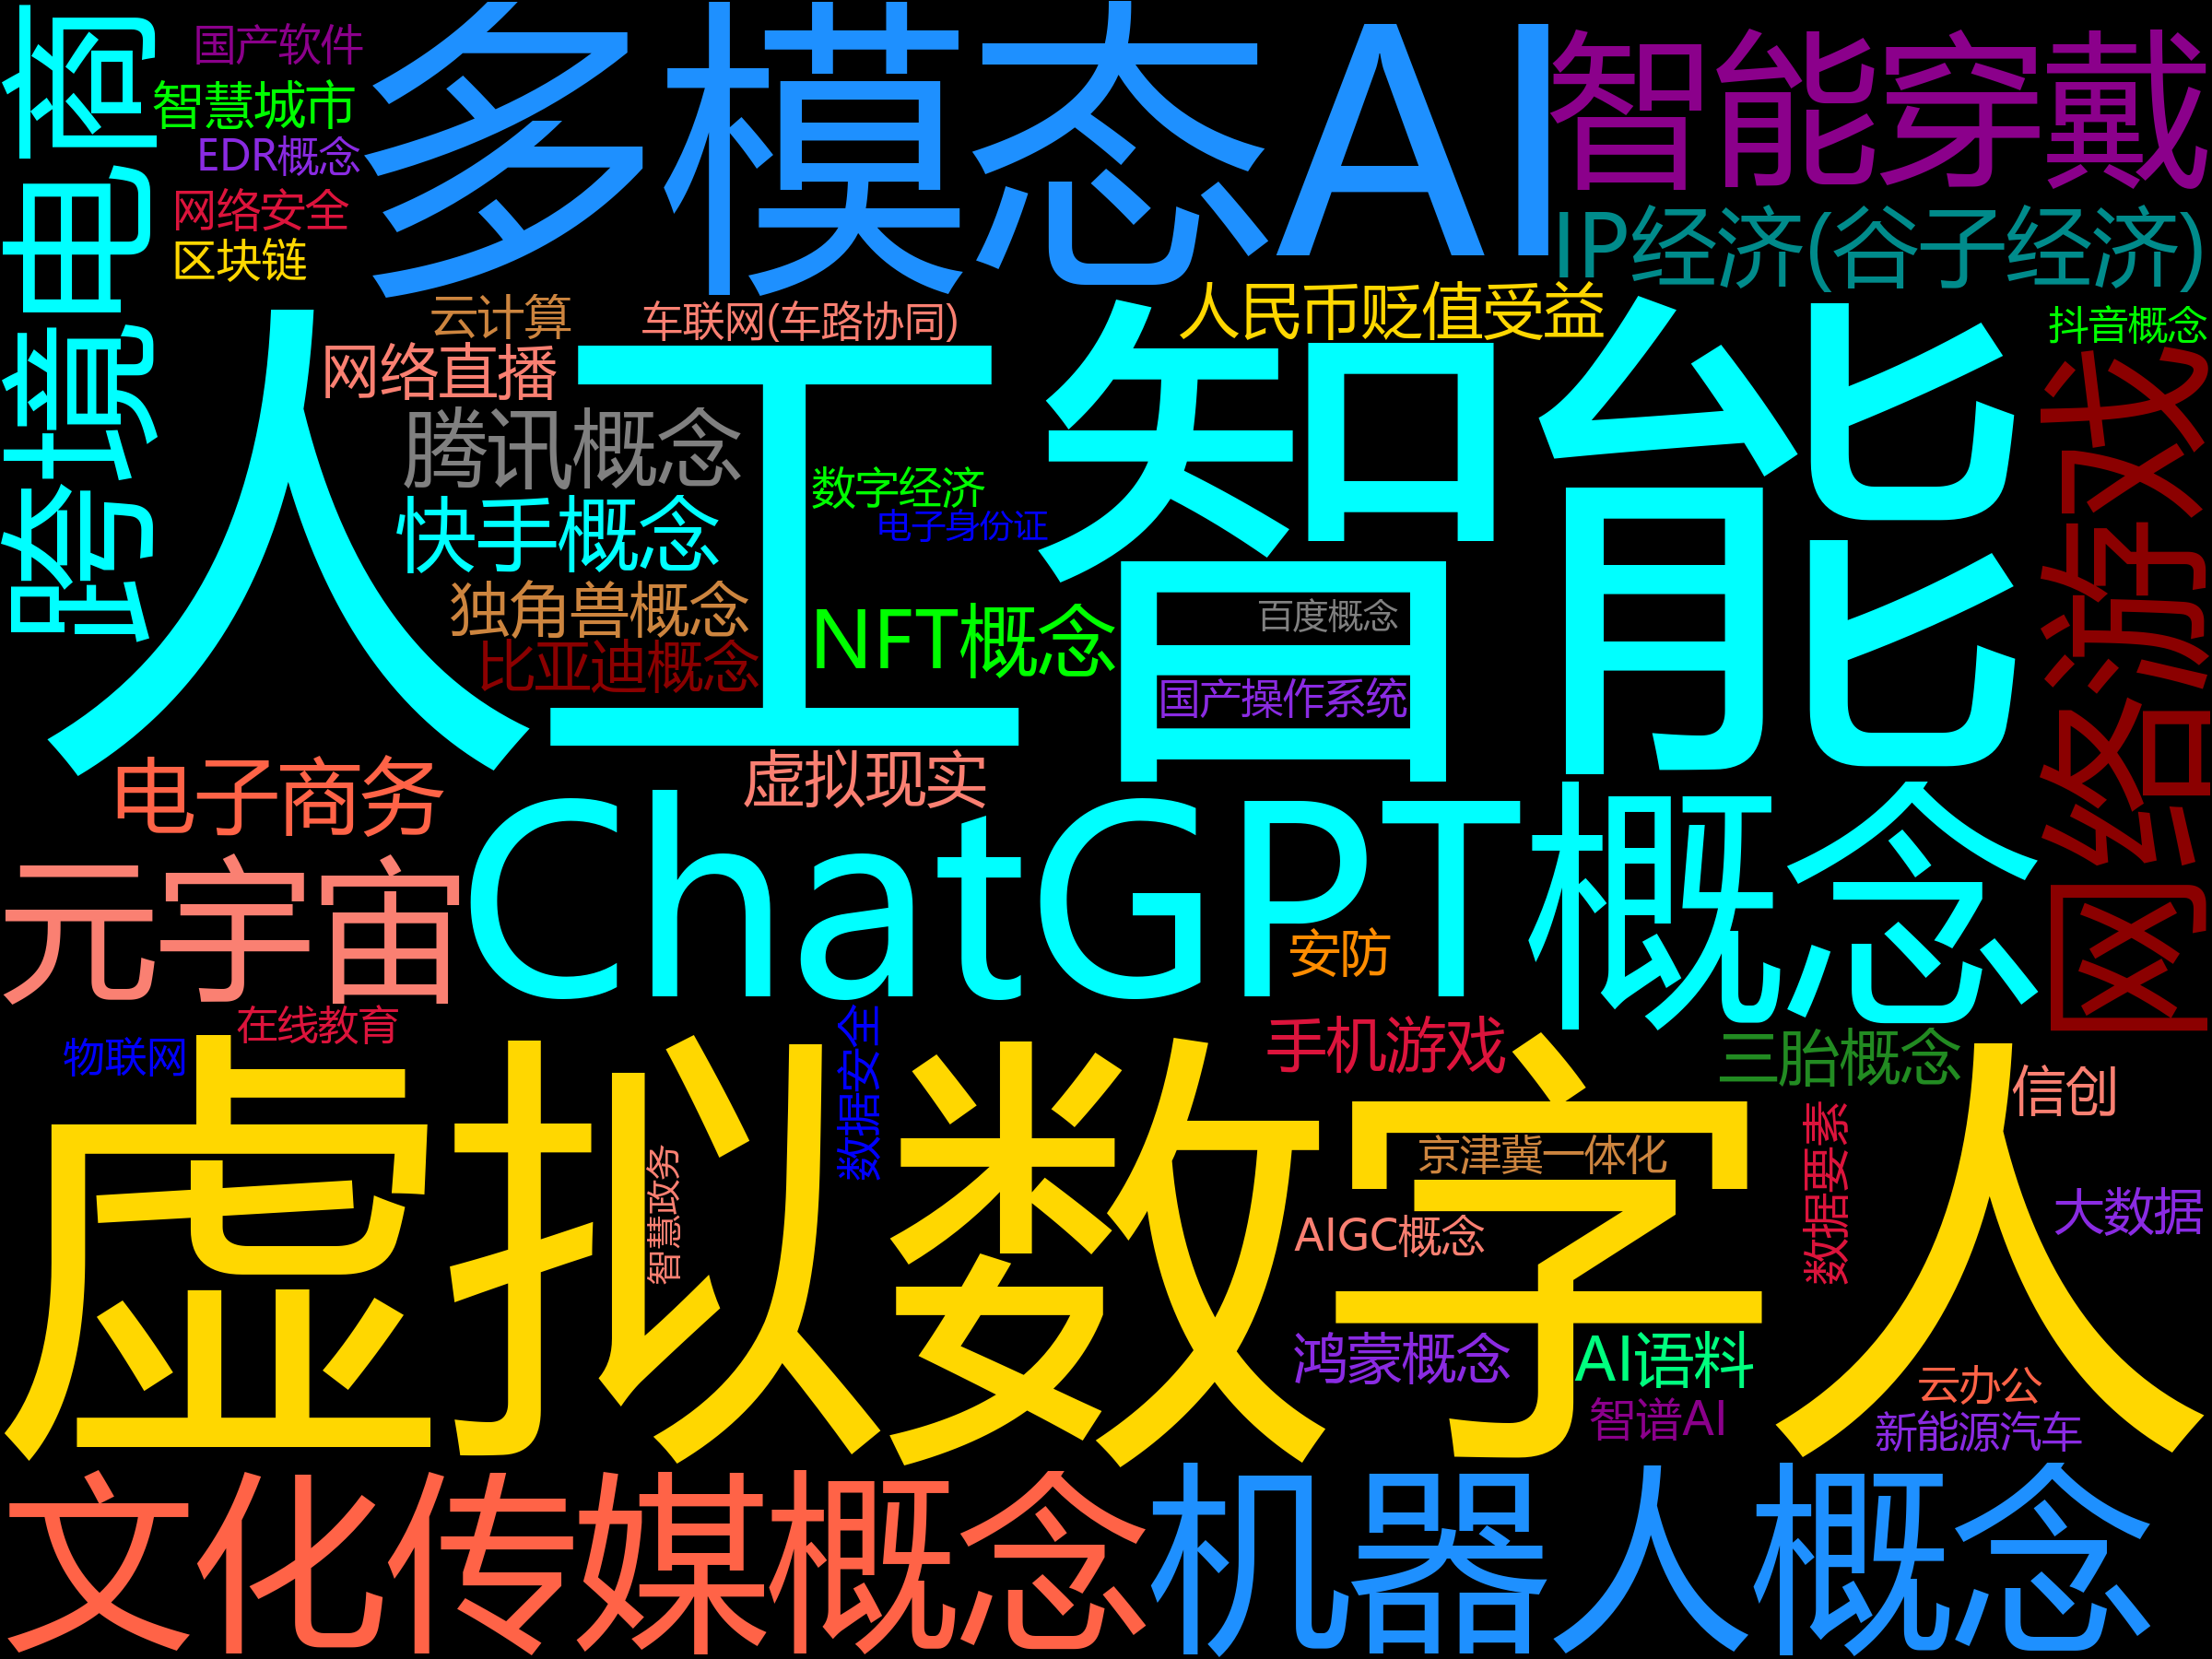 跨境电商
国产软件
智慧城市
EDR概念
网络安全
区块链
多模态AI
智能穿戴
IP经济(谷子经济)
云计算
车联网(车路协同)
人民币贬值受益
抖音概念
网络直播
人工智能
腾讯概念
快手概念
数字经济
电子身份证
独角兽概念
NFT概念
百度概念
比亚迪概念
国产操作系统
网络游戏
电子商务
虚拟现实
元宇宙
ChatGPT概念
安防
在线教育
物联网
数据安全
手机游戏
三胎概念
信创
虚拟数字人
智慧政务
京津冀一体化
数据要素
大数据
AIGC概念
鸿蒙概念
AI语料
智谱AI
云办公
新能源汽车
文化传媒概念
机器人概念